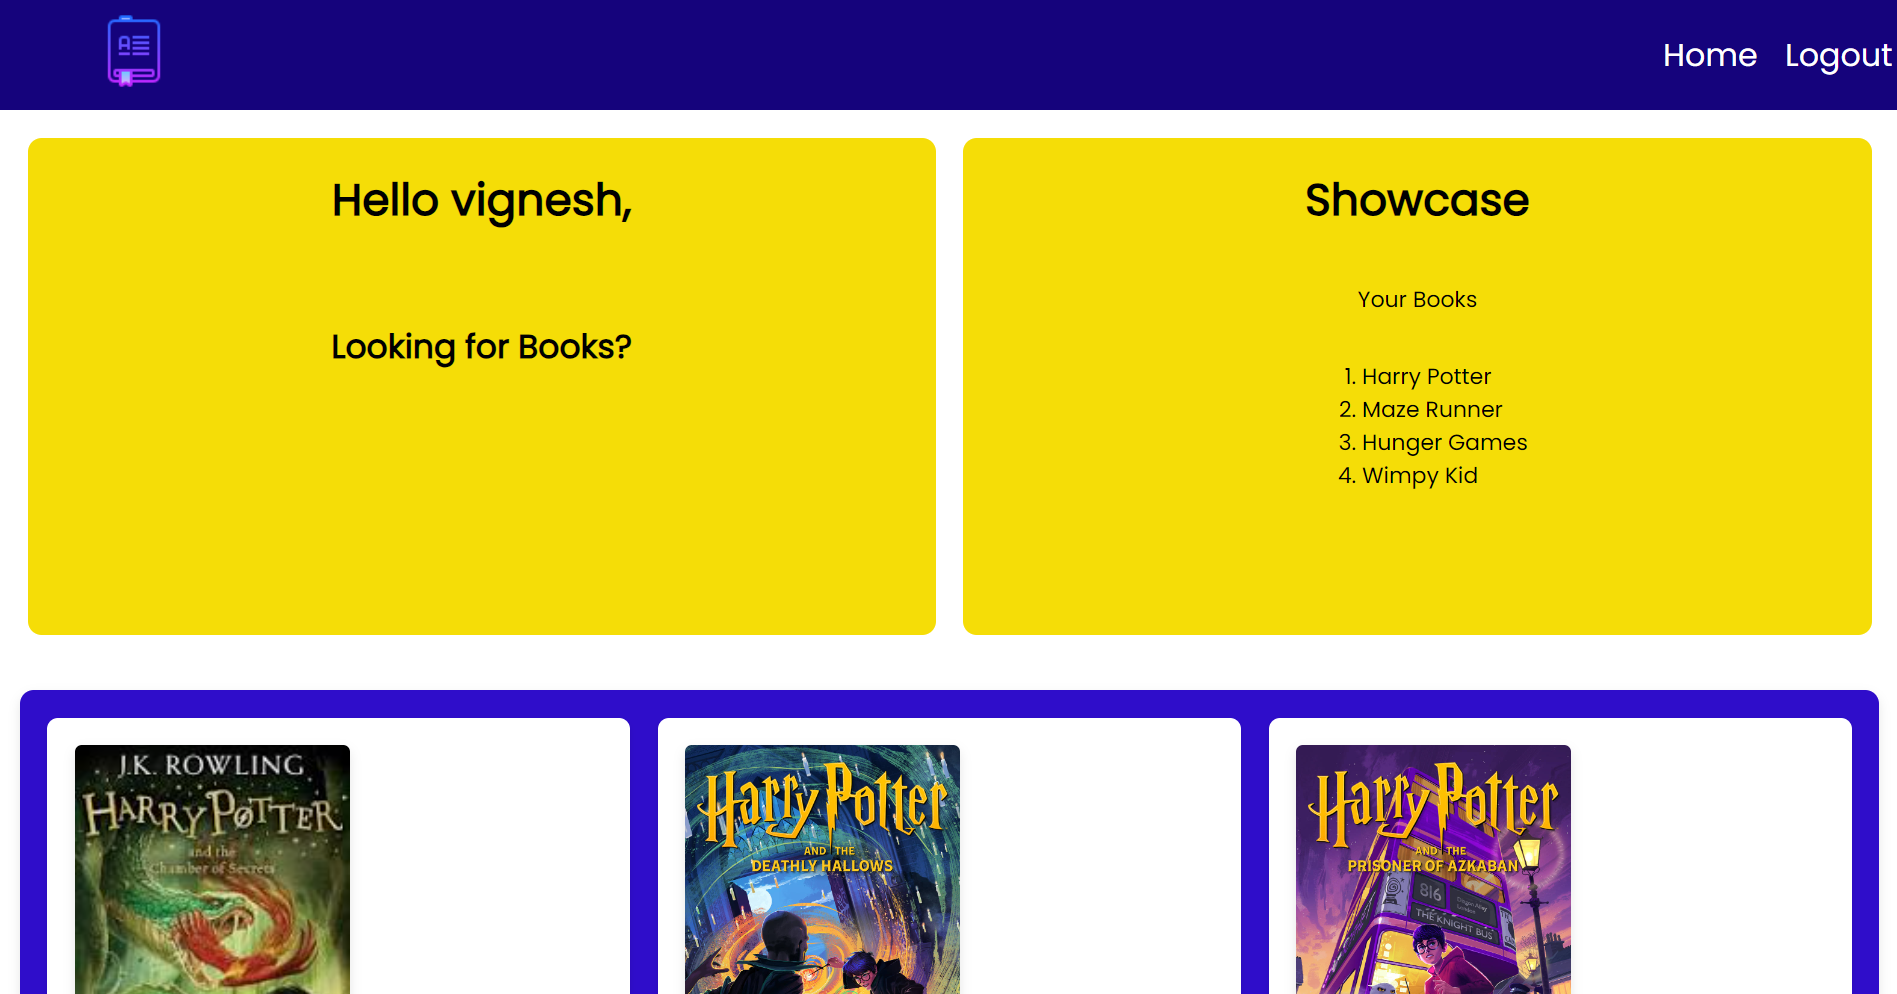 A
Home Logout
Hello vignesh,
Looking for Books?
Showcase
Your Books
1. Harry Potter
2. Maze Runner
3. Hunger Games
4. Wimpy Kid
J.K. ROWLING
HARRY POTTER
and the
Chamber of Secrets
Harry Potter
AND THE
DEATHLY HALLOWS
Harry Potter
AND THE
PRISONER OF AZKABAN
816
THE KNIGHT BUS